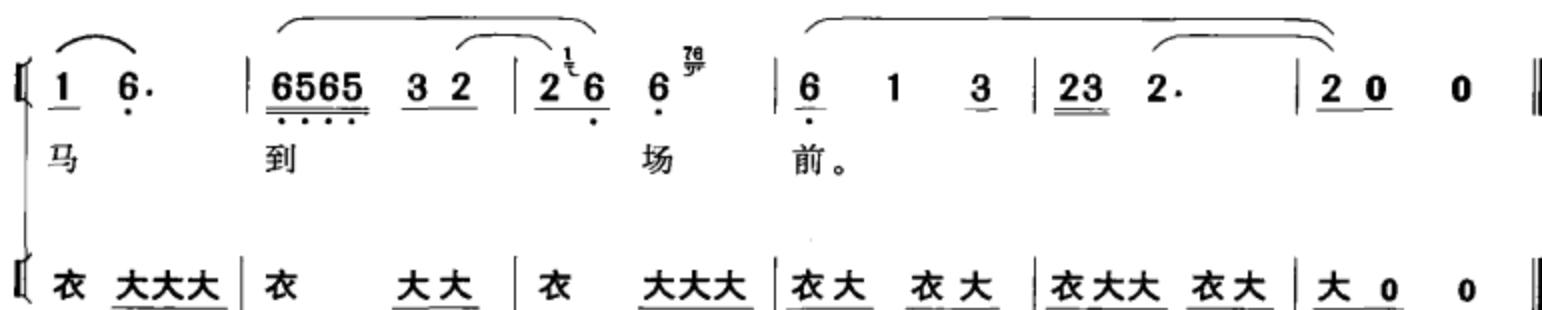 1 6. | 6565 3 2 | 2 1 6 6 76 | 6 1 3 | 23 2. | 2 0 0
马 到 场 前。
衣 大大大 | 衣 大大 | 衣 大大大 | 衣大 衣大 | 衣大大 衣大 | 大 0 0